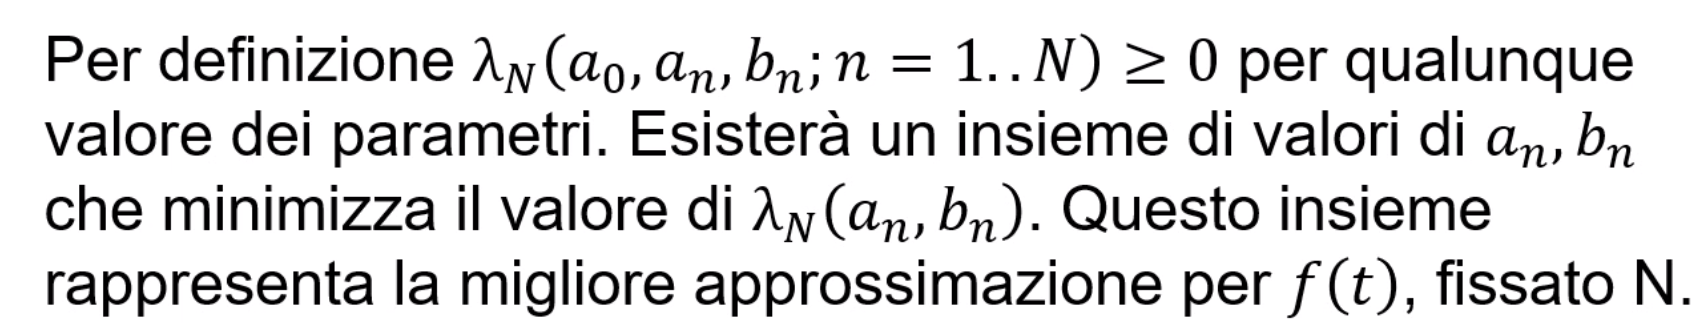 Per definizione λ_N(a_0, a_n, b_n; n = 1..N) ≥ 0 per qualunque
valore dei parametri. Esisterà un insieme di valori di a_n, b_n
che minimizza il valore di λ_N(a_n, b_n). Questo insieme
rappresenta la migliore approssimazione per f(t), fissato N.